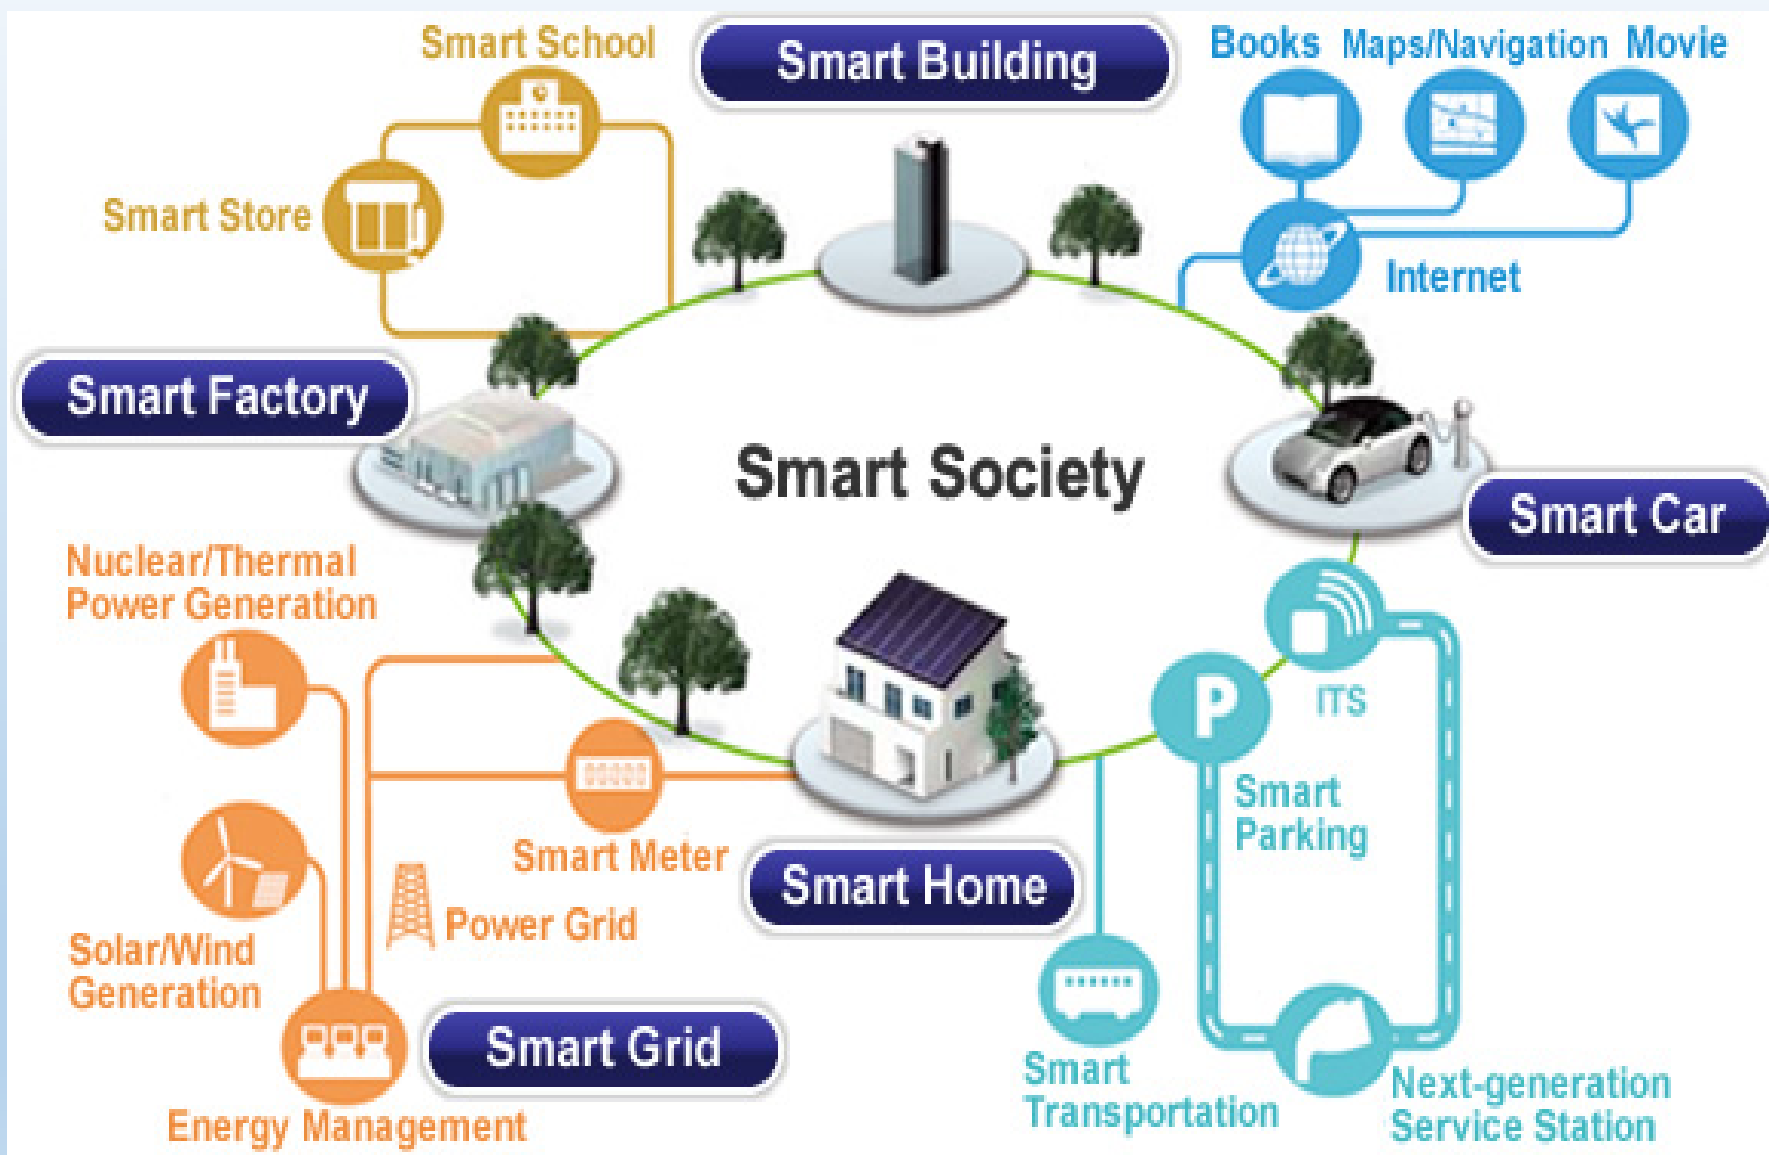 Smart School
Smart Building
Books
Maps/Navigation
Movie
Smart Store
Internet
Smart Factory
Smart Society
Smart Car
Nuclear/Thermal
Power Generation
P
ITS
Smart
Parking
Smart Meter
Smart Home
Power Grid
Solar/Wind
Generation
Smart Grid
Energy Management
Smart
Transportation
Next-generation
Service Station